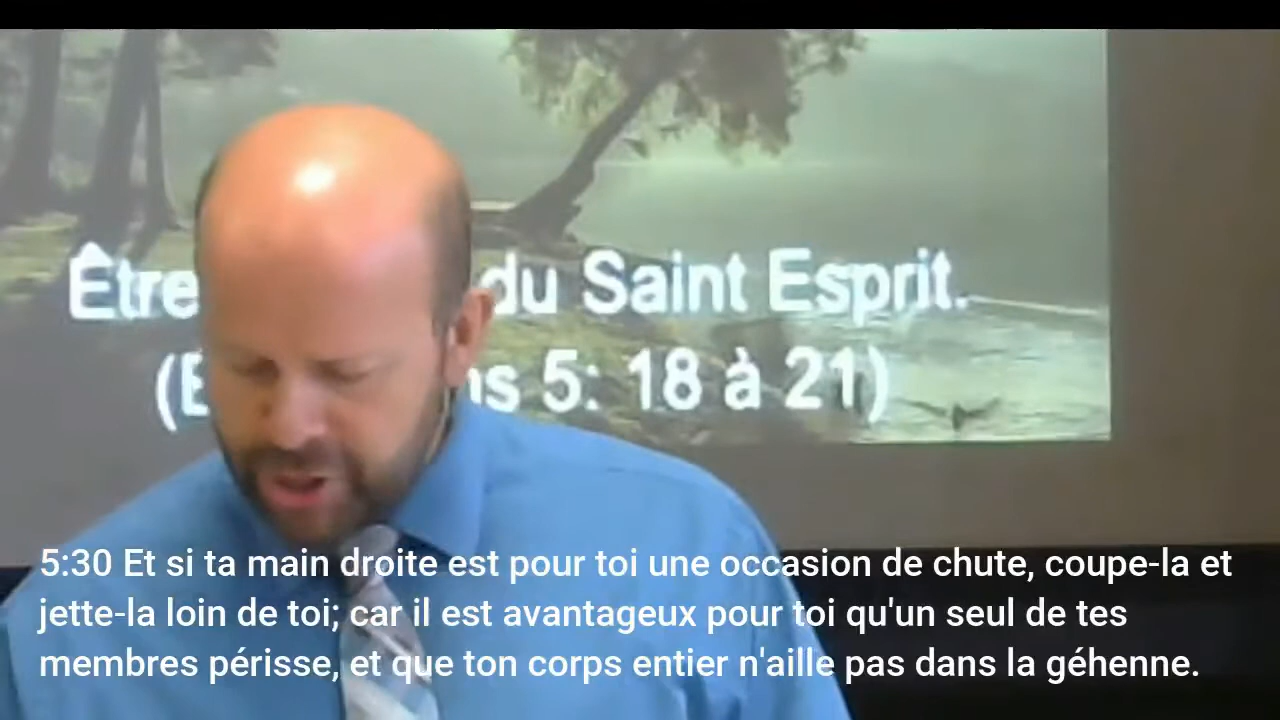 Être du Saint Esprit.
( 5: 18 à 21)
5:30 Et si ta main droite est pour toi une occasion de chute, coupe-la et
jette-la loin de toi; car il est avantageux pour toi qu'un seul de tes
membres périsse, et que ton corps entier n'aille pas dans la géhenne.